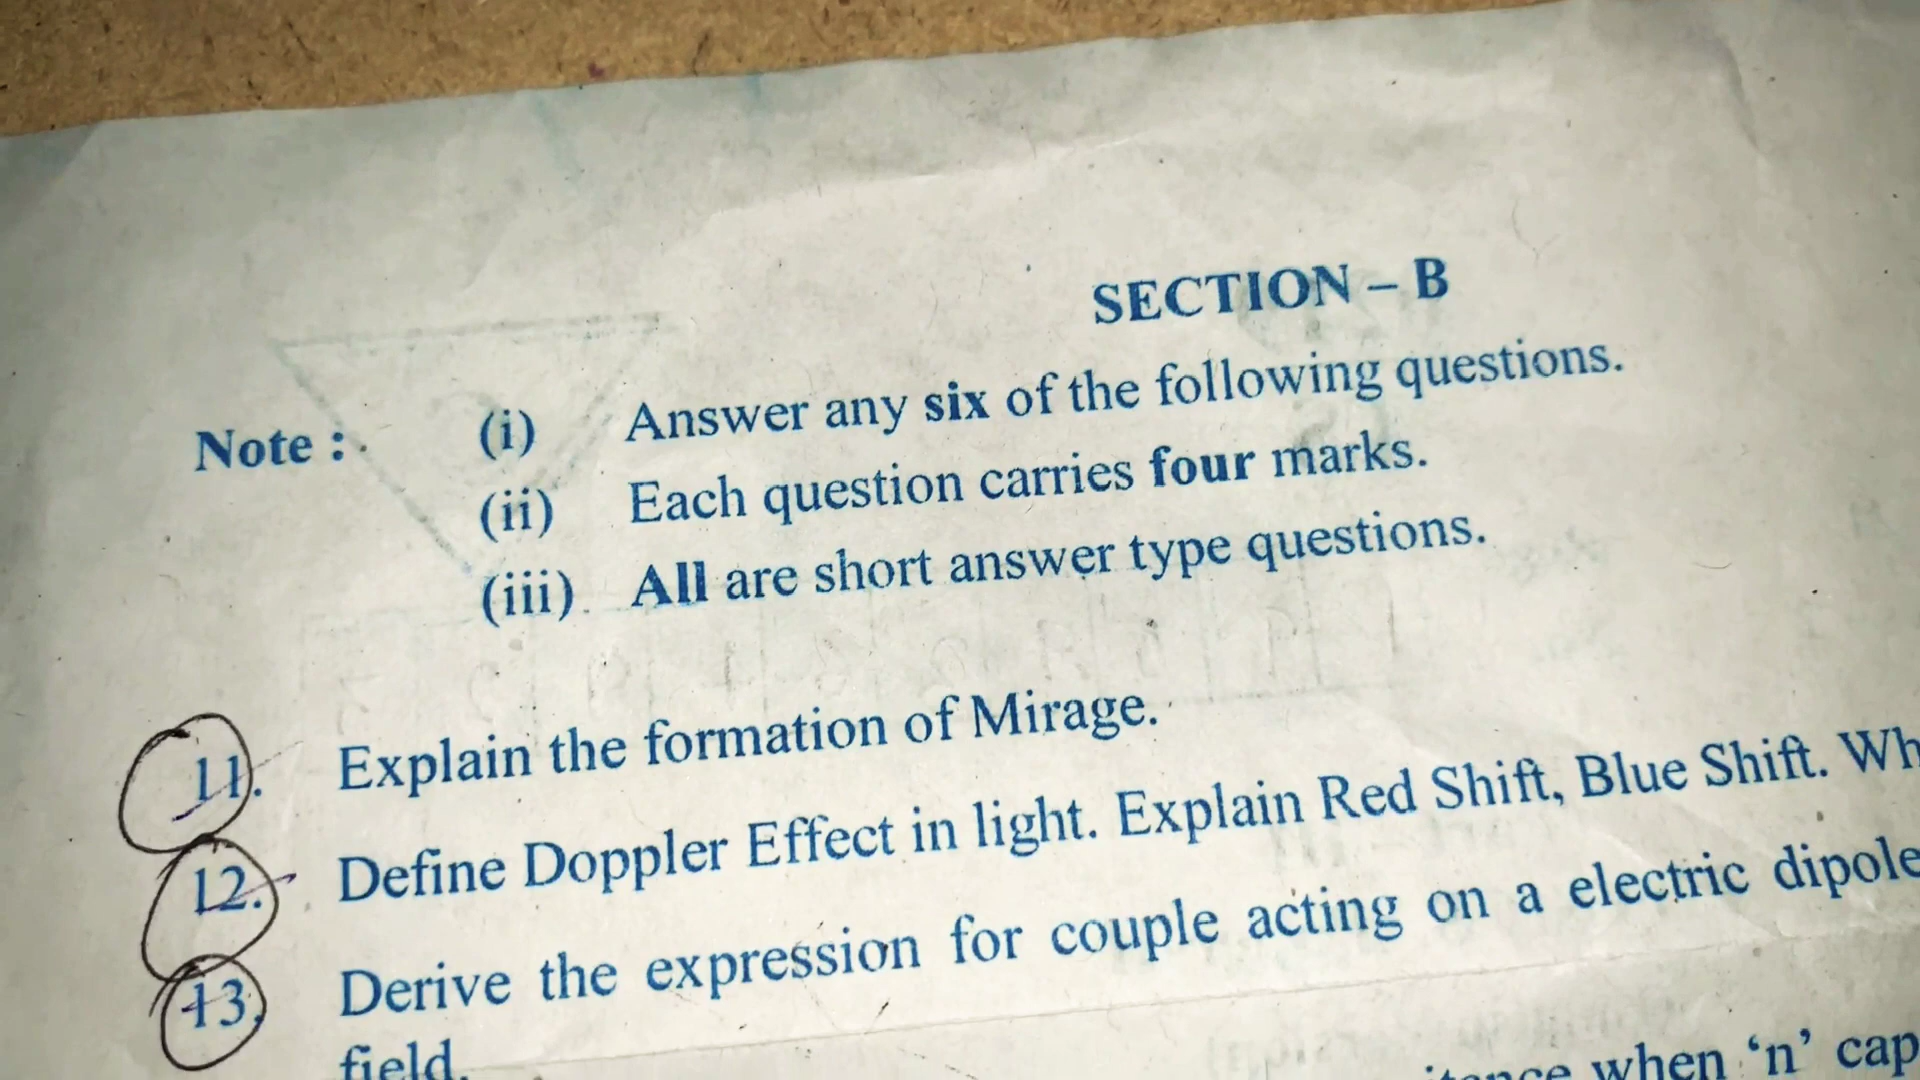 SECTION – B
Note : (i) Answer any six of the following questions.
(ii) Each question carries four marks.
(iii) All are short answer type questions.
11. Explain the formation of Mirage.
12. Define Doppler Effect in light. Explain Red Shift, Blue Shift.
13. Derive the expression for couple acting on a electric dipole
field.
when 'n'